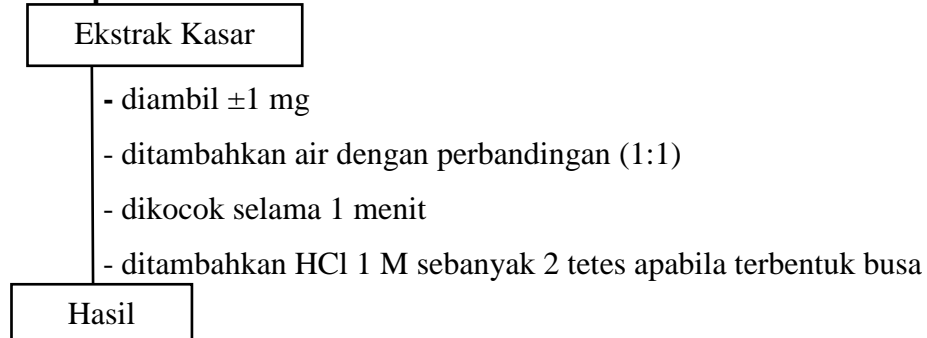 Ekstrak Kasar
- diambil ±1 mg
- ditambahkan air dengan perbandingan (1:1)
- dikocok selama 1 menit
- ditambahkan HCl 1 M sebanyak 2 tetes apabila terbentuk busa
Hasil